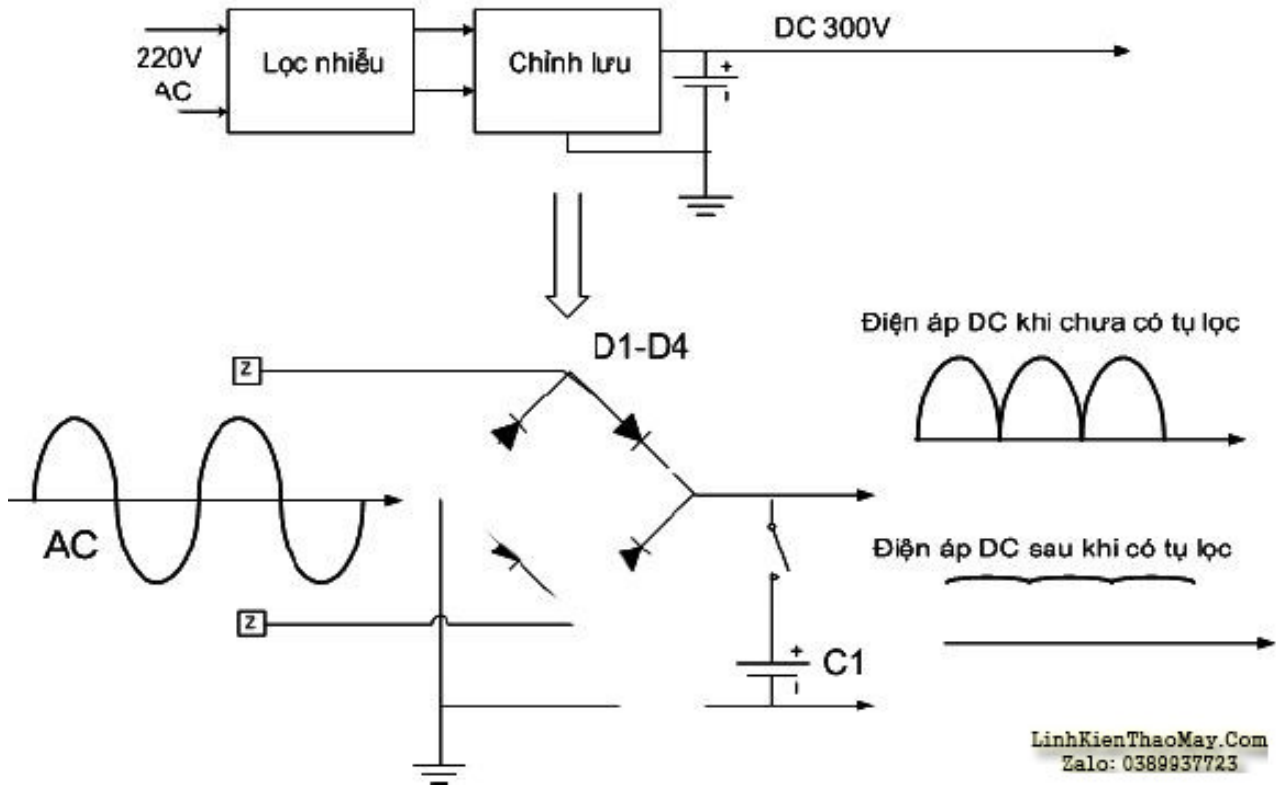 DC 300V
220V
AC
Lọc nhiễu
Chỉnh lưu
+
D1-D4
Điện áp DC khi chưa có tụ lọc
Z
AC
Điện áp DC sau khi có tụ lọc
Z
+
C1
LinhKienThaoMay.Com
Zalo: 0389937723